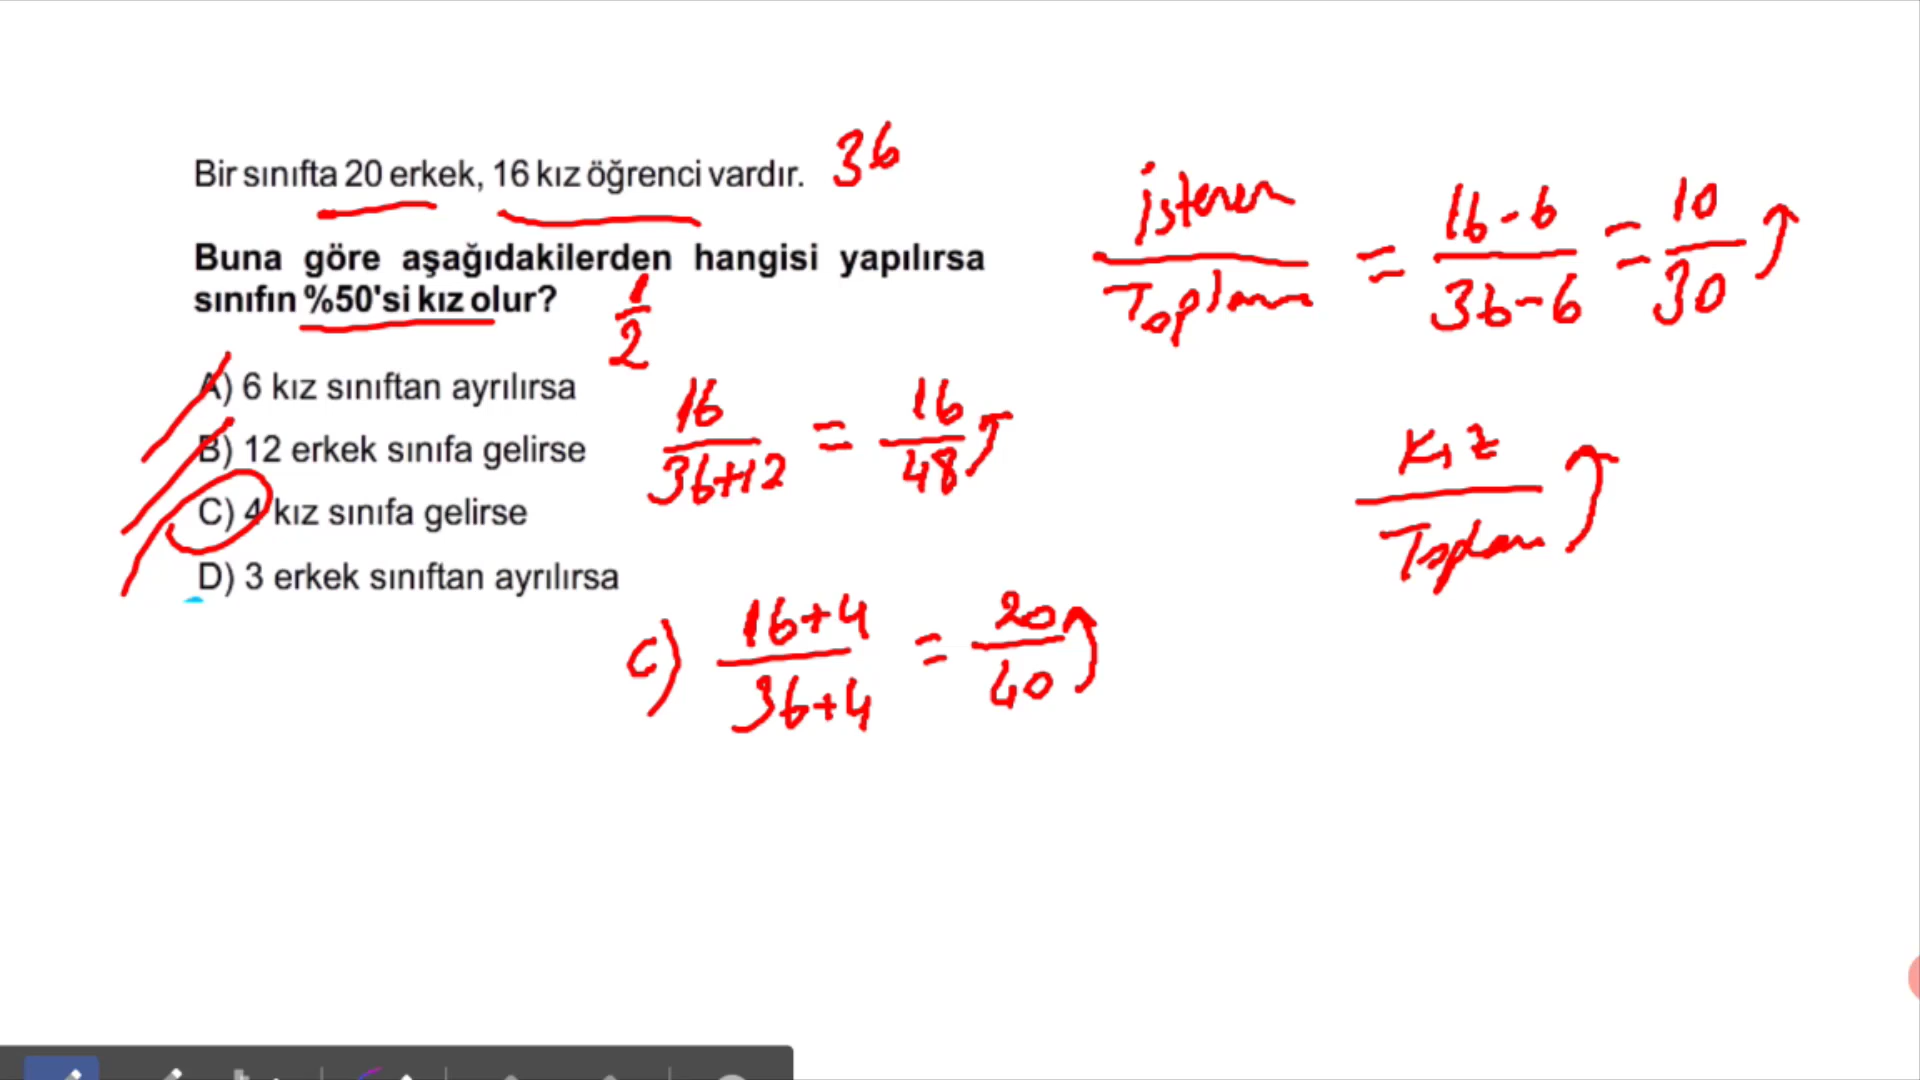 Bir sınıfta 20 erkek, 16 kız öğrenci vardır. 36
Buna göre aşağıdakilerden hangisi yapılırsa
sınıfın %50'si kız olur?
1/2
A) 6 kız sınıftan ayrılırsa
B) 12 erkek sınıfa gelirse
C) 4 kız sınıfa gelirse
D) 3 erkek sınıftan ayrılırsa
16/36+12 = 16/48
c) 16+4/36+4 = 20/40
istenen/Toplam = 16-6/36-6 = 10/30
Kız/Toplam